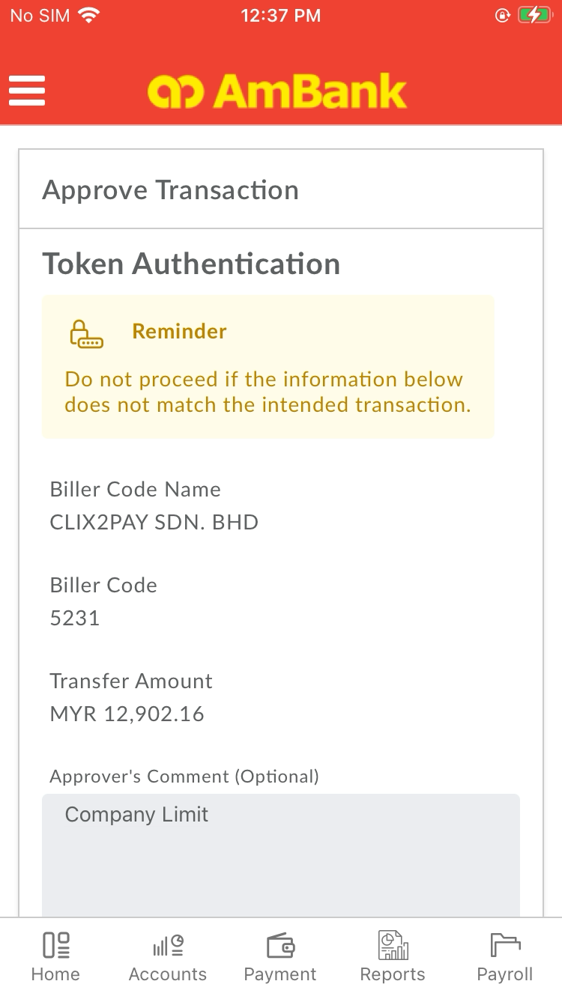 No SIM 12:37 PM
AmBank
Approve Transaction
Token Authentication
Reminder
Do not proceed if the information below
does not match the intended transaction.
Biller Code Name
CLIX2PAY SDN. BHD
Biller Code
5231
Transfer Amount
MYR 12,902.16
Approver's Comment (Optional)
Company Limit
Home Accounts Payment Reports Payroll